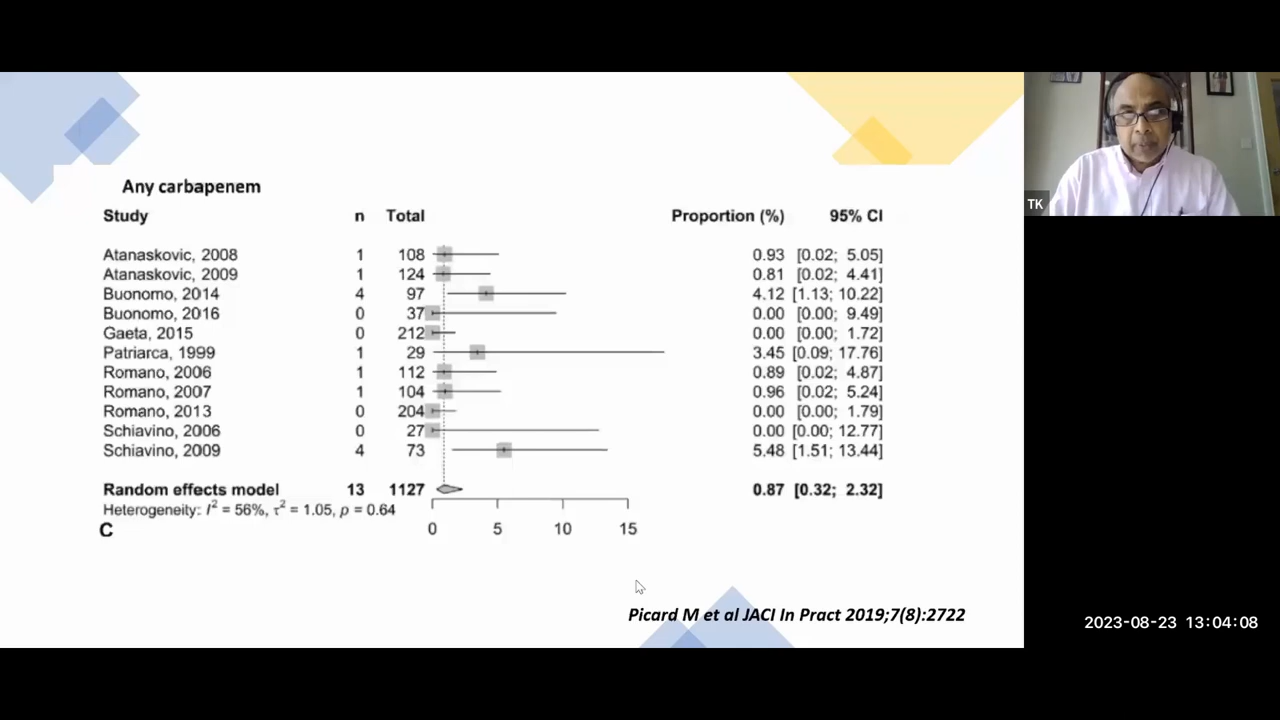 Any carbapenem
Study n Total Proportion (%) 95% CI
Atanaskovic, 2008 1 108 0.93 [0.02; 5.05]
Atanaskovic, 2009 1 124 0.81 [0.02; 4.41]
Buonomo, 2014 4 97 4.12 [1.13; 10.22]
Buonomo, 2016 0 37 0.00 [0.00; 9.49]
Gaeta, 2015 0 212 0.00 [0.00; 1.72]
Patriarca, 1999 1 29 3.45 [0.09; 17.76]
Romano, 2006 1 112 0.89 [0.02; 4.87]
Romano, 2007 1 104 0.96 [0.02; 5.24]
Romano, 2013 0 204 0.00 [0.00; 1.79]
Schiavino, 2006 0 27 0.00 [0.00; 12.77]
Schiavino, 2009 4 73 5.48 [1.51; 13.44]
Random effects model 13 1127 0.87 [0.32; 2.32]
Heterogeneity: I² = 56%, τ² = 1.05, p = 0.64
C 0 5 10 15
Picard M et al JACI In Pract 2019;7(8):2722
TK
2023-08-23 13:04:08